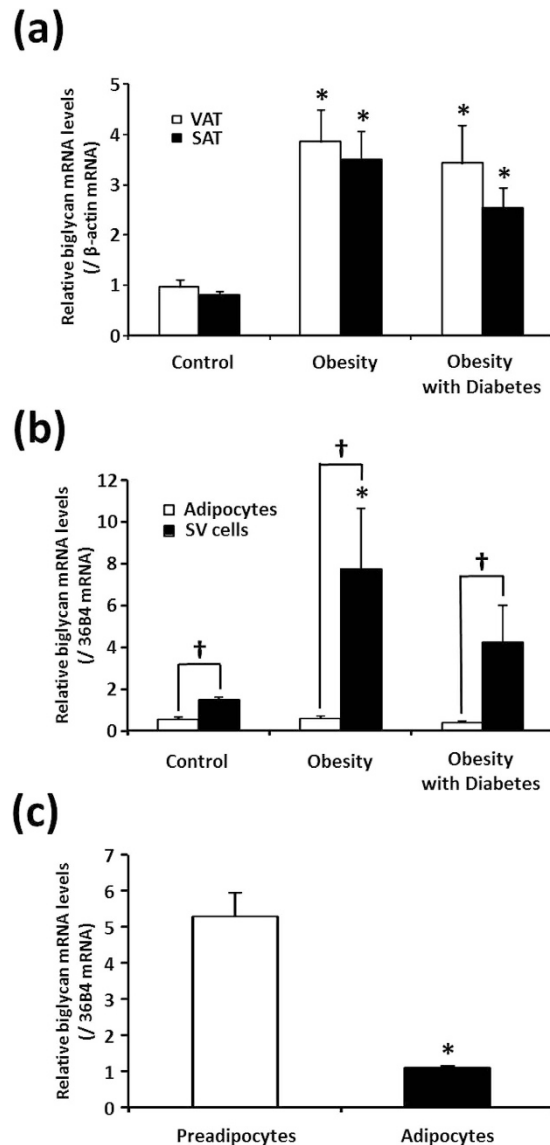 (a)
Relative biglycan mRNA levels
(/ β-actin mRNA)
5
4
3
2
1
0
VAT
SAT
*
*
*
*
Control
Obesity
Obesity
with Diabetes
(b)
Relative biglycan mRNA levels
(/ 36B4 mRNA)
12
10
8
6
4
2
0
Adipocytes
SV cells
†
†
*
†
Control
Obesity
Obesity
with Diabetes
(c)
Relative biglycan mRNA levels
(/ 36B4 mRNA)
7
6
5
4
3
2
1
0
*
Preadipocytes
Adipocytes